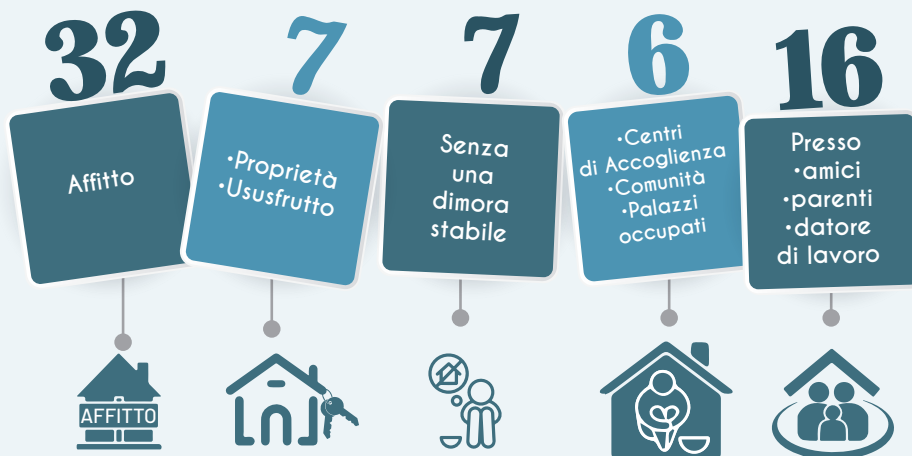 32
Affitto
AFFITTO
7
•Proprietà
•Ususfrutto
7
Senza
una
dimora
stabile
6
•Centri
di Accoglienza
•Comunità
•Palazzi
occupati
16
Presso
•amici
•parenti
•datore
di lavoro